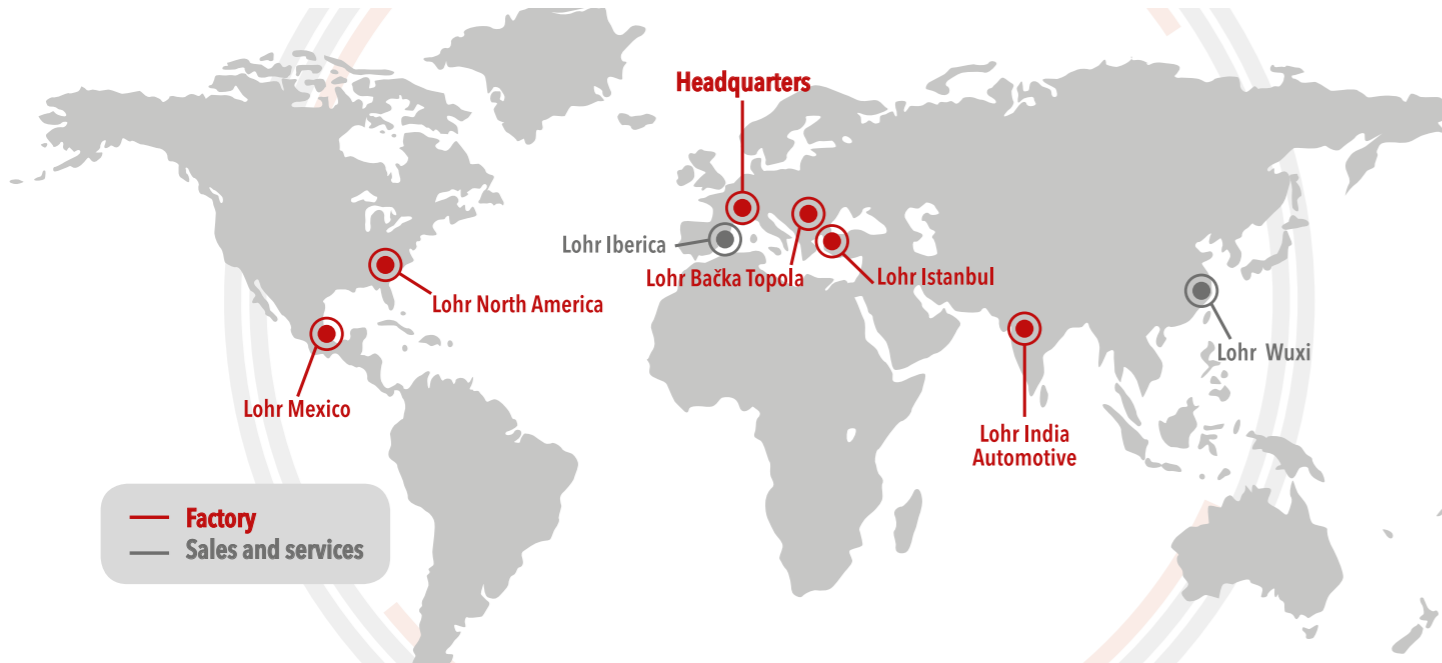 Headquarters
Lohr Iberica
Lohr Bačka Topola
Lohr Istanbul
Lohr North America
Lohr Wuxi
Lohr Mexico
Lohr India
Automotive
Factory
Sales and services